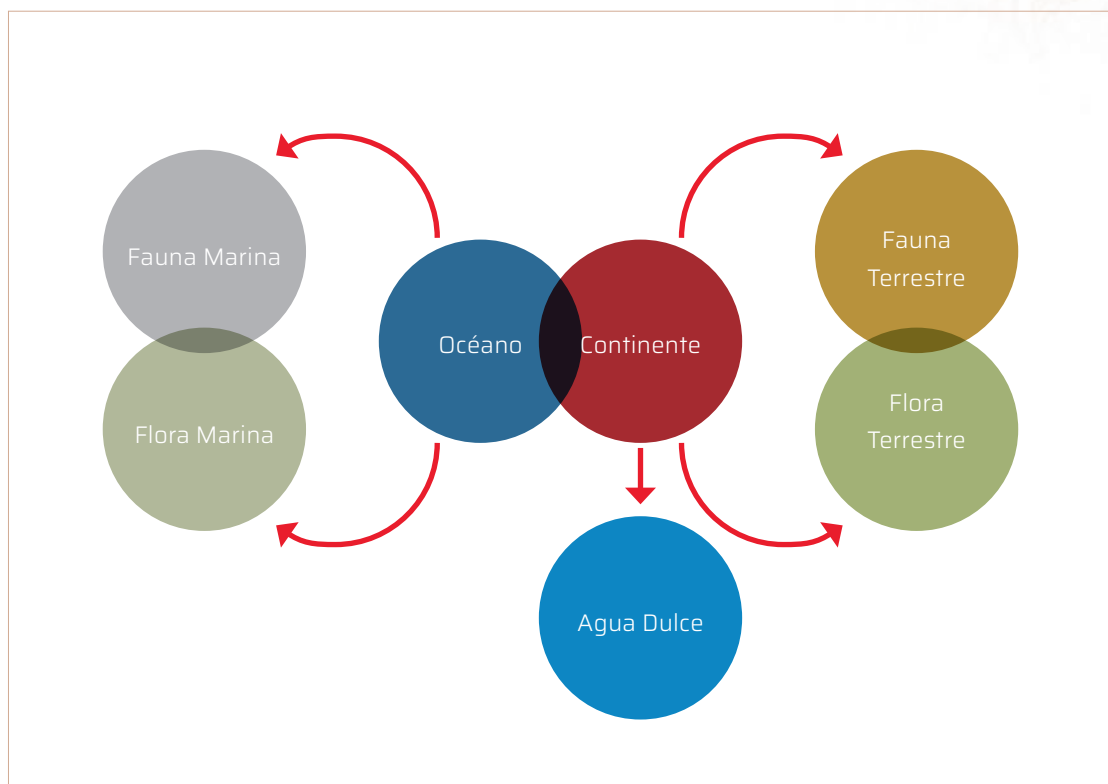 Fauna Marina
Flora Marina
Océano
Continente
Fauna
Terrestre
Flora
Terrestre
Agua Dulce